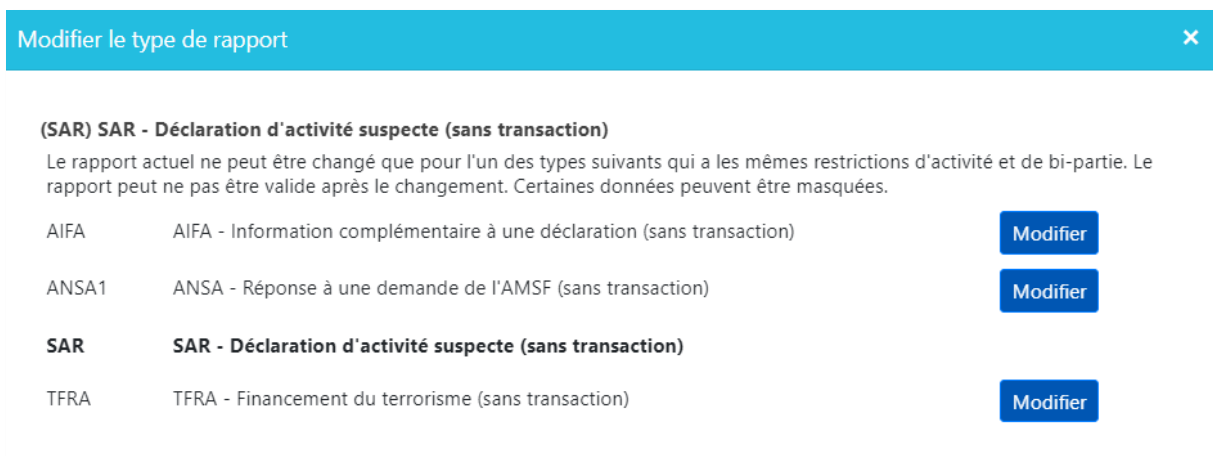 Modifier le type de rapport ×
(SAR) SAR - Déclaration d'activité suspecte (sans transaction)
Le rapport actuel ne peut être changé que pour l'un des types suivants qui a les mêmes restrictions d'activité et de bi-partie. Le
rapport peut ne pas être valide après le changement. Certaines données peuvent être masquées.
AIFA AIFA - Information complémentaire à une déclaration (sans transaction) Modifier
ANSA1 ANSA - Réponse à une demande de l'AMSF (sans transaction) Modifier
SAR SAR - Déclaration d'activité suspecte (sans transaction)
TFRA TFRA - Financement du terrorisme (sans transaction) Modifier